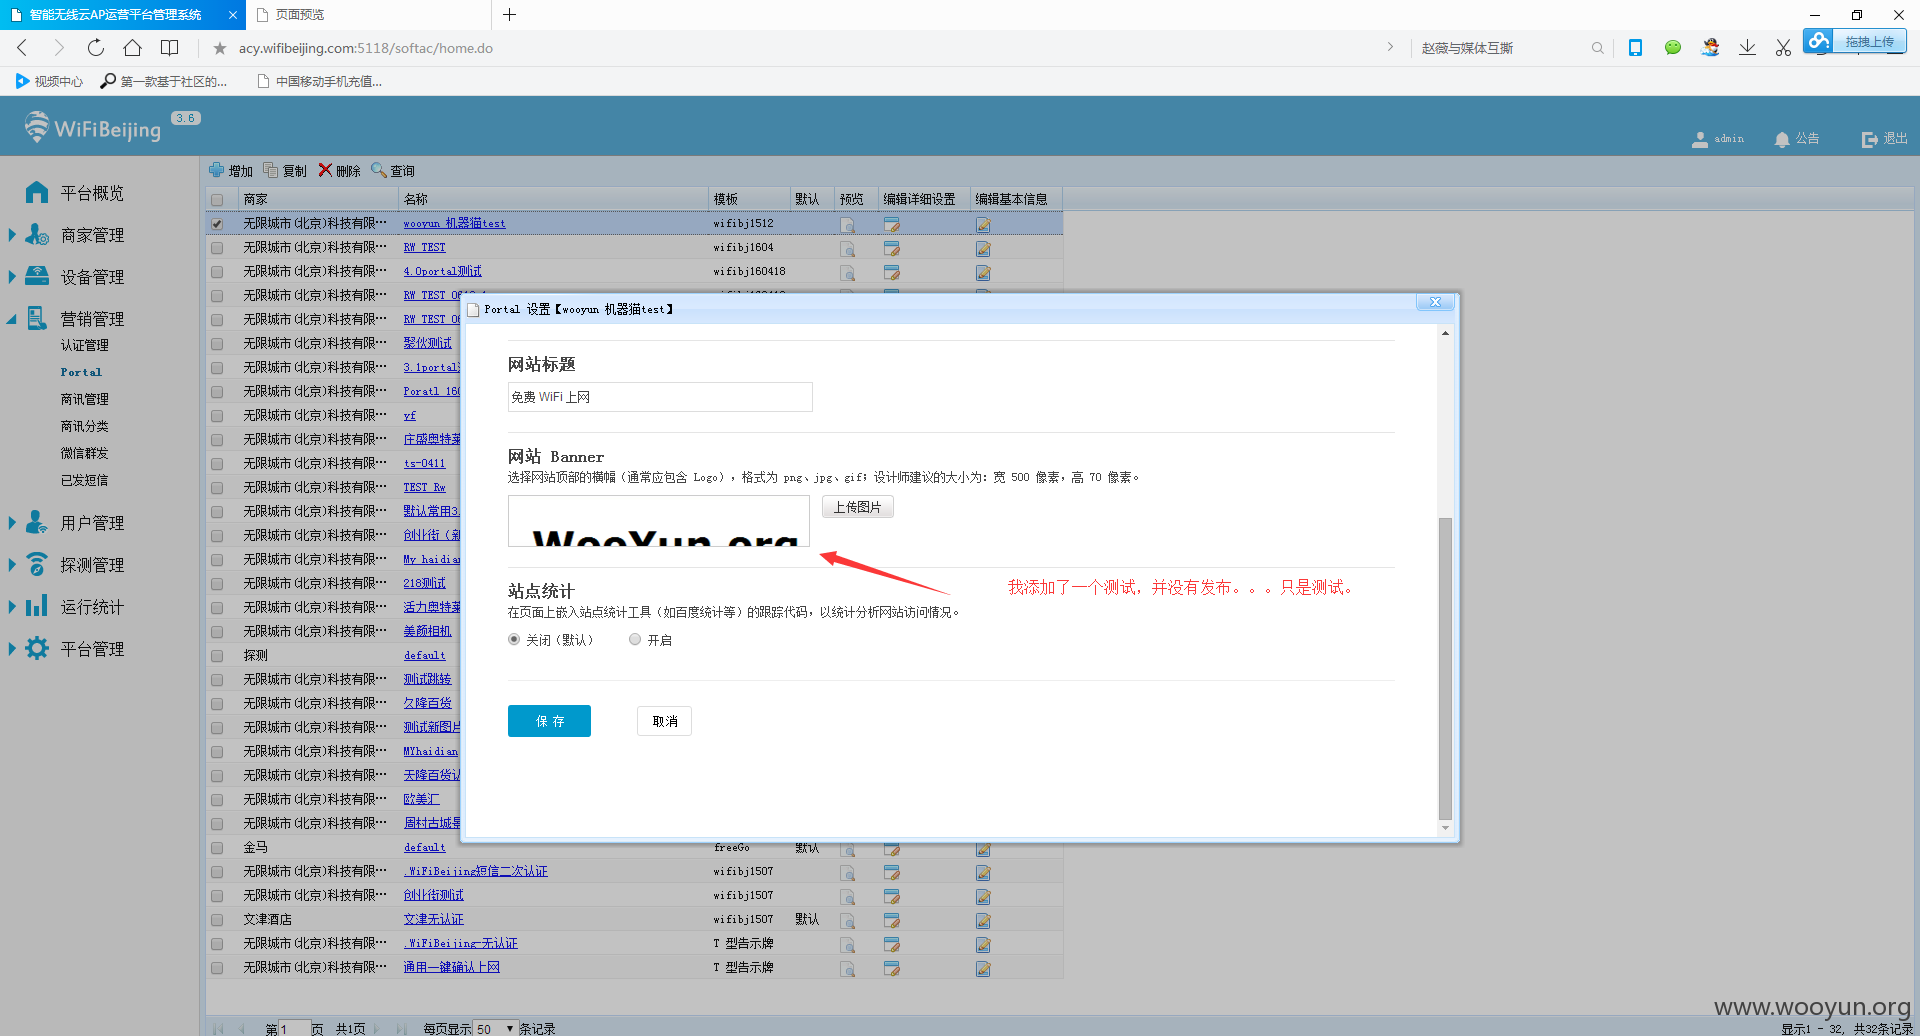 智能无线云AP运营平台管理系统
页面预览
acy.wifibeijing.com:5118/softac/home.do
赵薇与媒体互撕
拖拽上传
视频中心
第一款基于社区的...
中国移动手机充值...
WiFiBeijing
3.6
admin
公告
退出
平台概览
商家管理
设备管理
营销管理
认证管理
Portal
商讯管理
商讯分类
微信群发
已发短信
用户管理
探测管理
运行统计
平台管理
增加 复制 删除 查询
商家 名称 模板 默认 预览 编辑详细设置 编辑基本信息
无限城市(北京)科技有限… wooyun 机器猫test wifibj1512
无限城市(北京)科技有限… RW TEST wifibj1604
无限城市(北京)科技有限… 4.0portal测试 wifibj160418
无限城市(北京)科技有限… RW TEST
无限城市(北京)科技有限… RW TEST
无限城市(北京)科技有限… 聚伙测试
无限城市(北京)科技有限… 3.1portal
无限城市(北京)科技有限… Poratl 160
无限城市(北京)科技有限… yf
无限城市(北京)科技有限… 庄盛奥特莱
无限城市(北京)科技有限… ts-0411
无限城市(北京)科技有限… TEST Rw
无限城市(北京)科技有限… 默认常用3
无限城市(北京)科技有限… 创业街（新
无限城市(北京)科技有限… My haidian
无限城市(北京)科技有限… 218测试
无限城市(北京)科技有限… 活力奥特莱
无限城市(北京)科技有限… 美颜相机
探测 default
无限城市(北京)科技有限… 测试跳转
无限城市(北京)科技有限… 久隆百货
无限城市(北京)科技有限… 测试新图片
无限城市(北京)科技有限… MYhaidian
无限城市(北京)科技有限… 天隆百货认
无限城市(北京)科技有限… 欧美汇
无限城市(北京)科技有限… 周村古城景
金马 default freeGo 默认
无限城市(北京)科技有限… .WiFiBeijing短信二次认证 wifibj1507
无限城市(北京)科技有限… 创业街测试 wifibj1507
文津酒店 文津无认证 wifibj1507 默认
无限城市(北京)科技有限… .WiFiBeijing-无认证 T 型告示牌
无限城市(北京)科技有限… 通用一键确认上网 T 型告示牌
Portal 设置【wooyun 机器猫test】
网站标题
免费 WiFi 上网
网站 Banner
选择网站顶部的横幅（通常应包含 Logo），格式为 png、jpg、gif；设计师建议的大小为：宽 500 像素，高 70 像素。
WooYun.org
上传图片
我添加了一个测试，并没有发布。。。只是测试。
站点统计
在页面上嵌入站点统计工具（如百度统计等）的跟踪代码，以统计分析网站访问情况。
关闭（默认） 开启
保 存 取消
www.wooyun.org
第 1 页 共1页 每页显示 50 条记录
显示1 - 32, 共32条记录